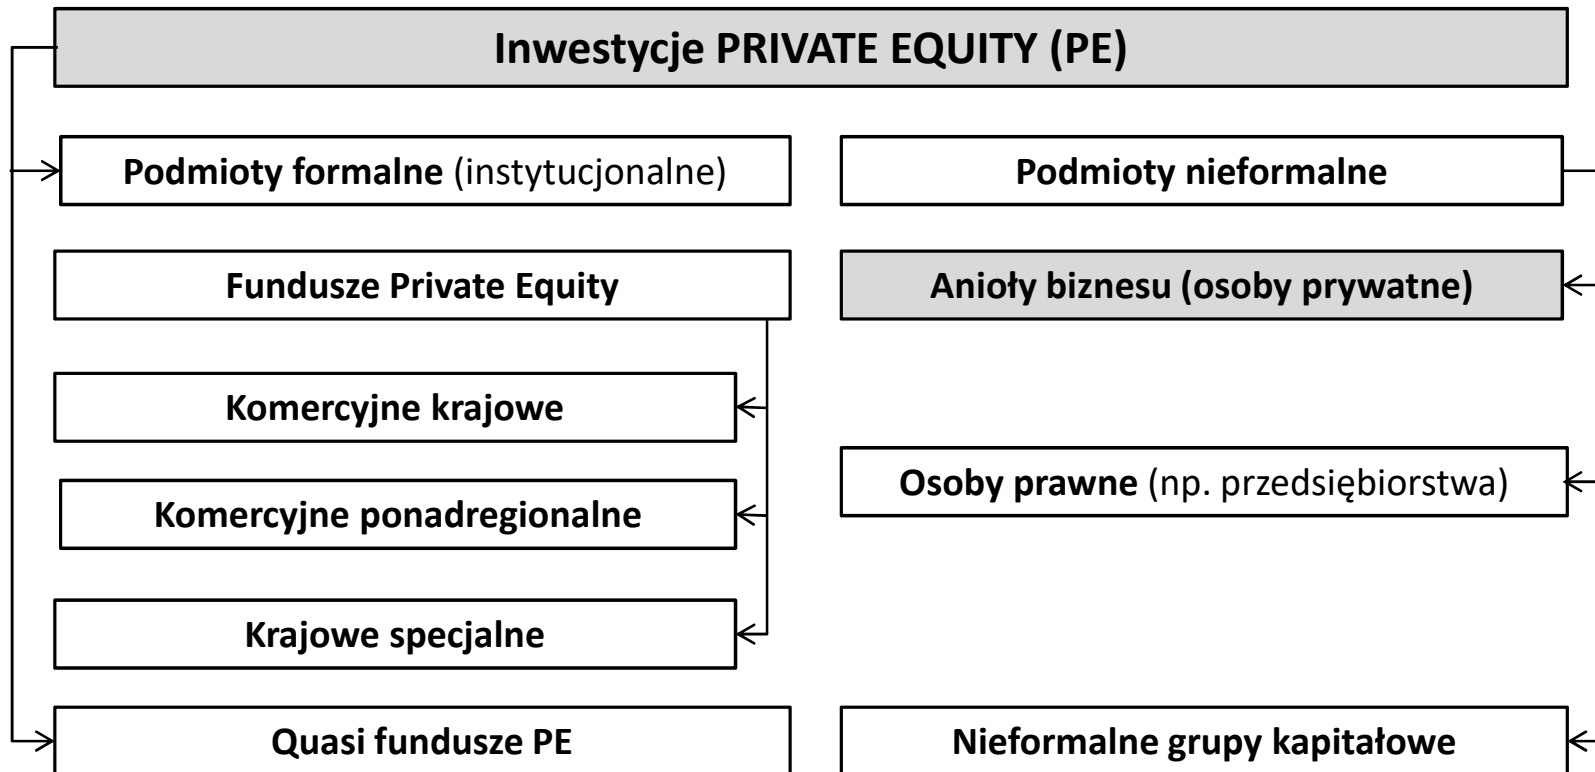 Inwestycje PRIVATE EQUITY (PE)
Podmioty formalne (instytucjonalne)
Podmioty nieformalne
Fundusze Private Equity
Anioły biznesu (osoby prywatne)
Komercyjne krajowe
Osoby prawne (np. przedsiębiorstwa)
Komercyjne ponadregionalne
Krajowe specjalne
Quasi fundusze PE
Nieformalne grupy kapitałowe